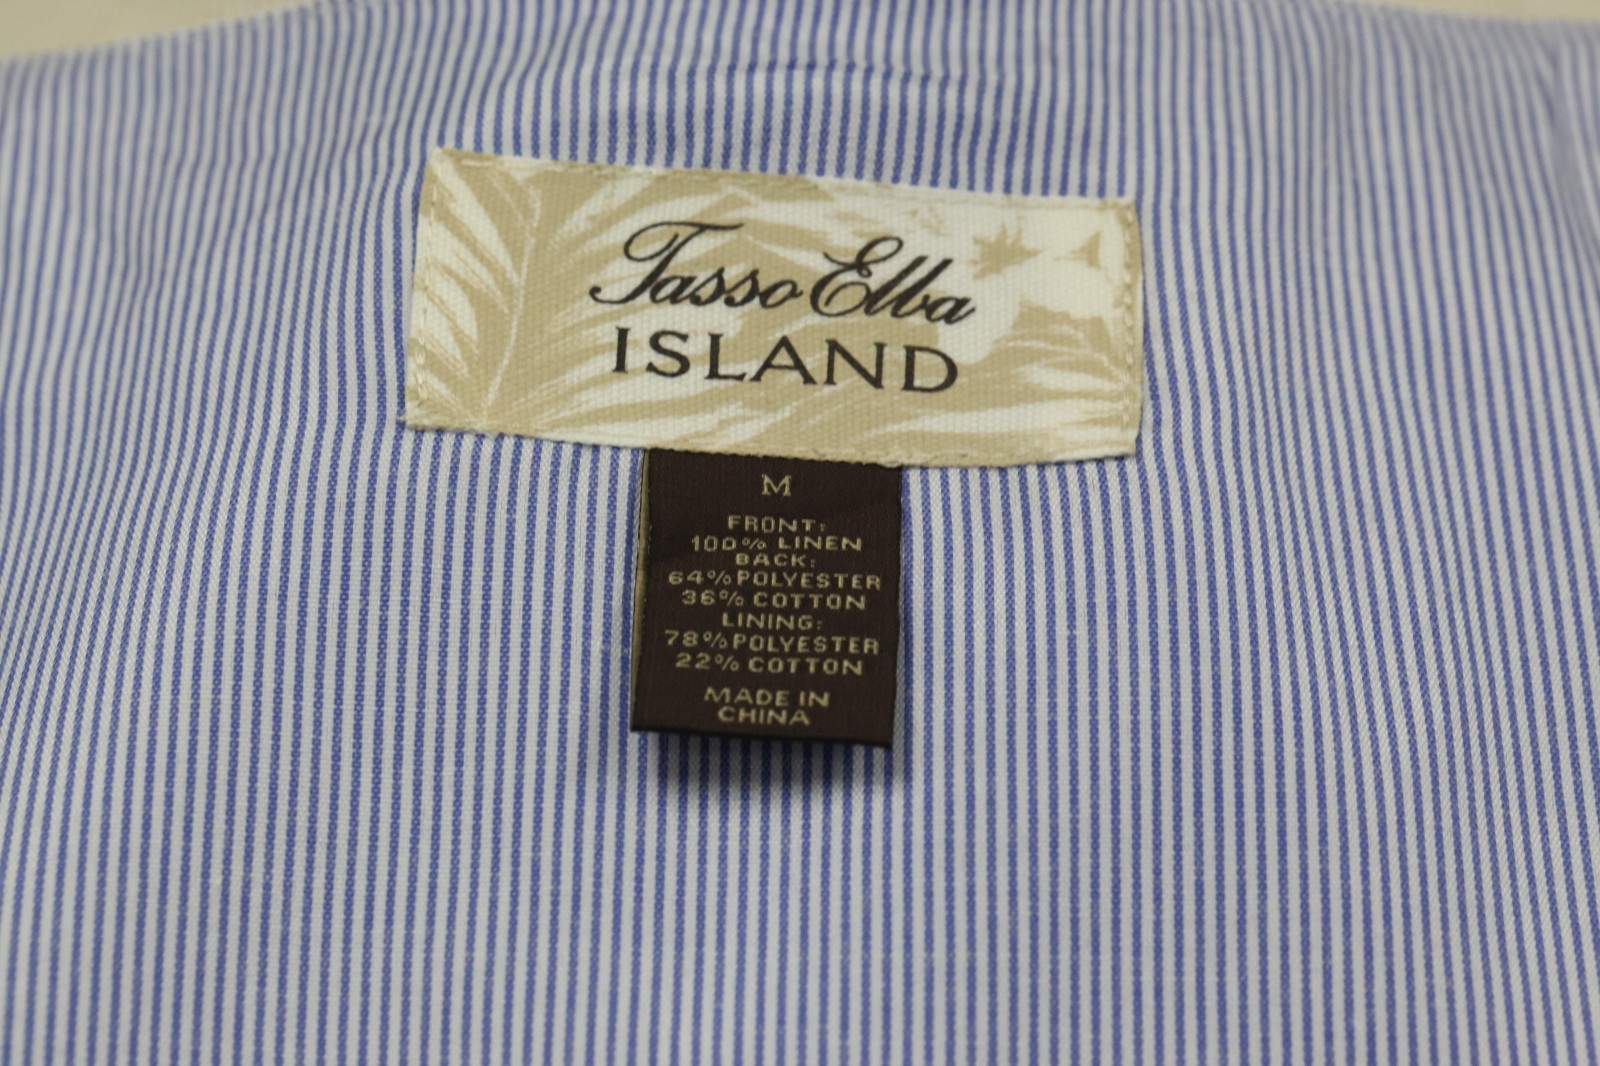 Tasso Elba
ISLAND
M
FRONT:
100% LINEN
BACK:
64% POLYESTER
36% COTTON
LINING:
78% POLYESTER
22% COTTON
MADE IN
CHINA